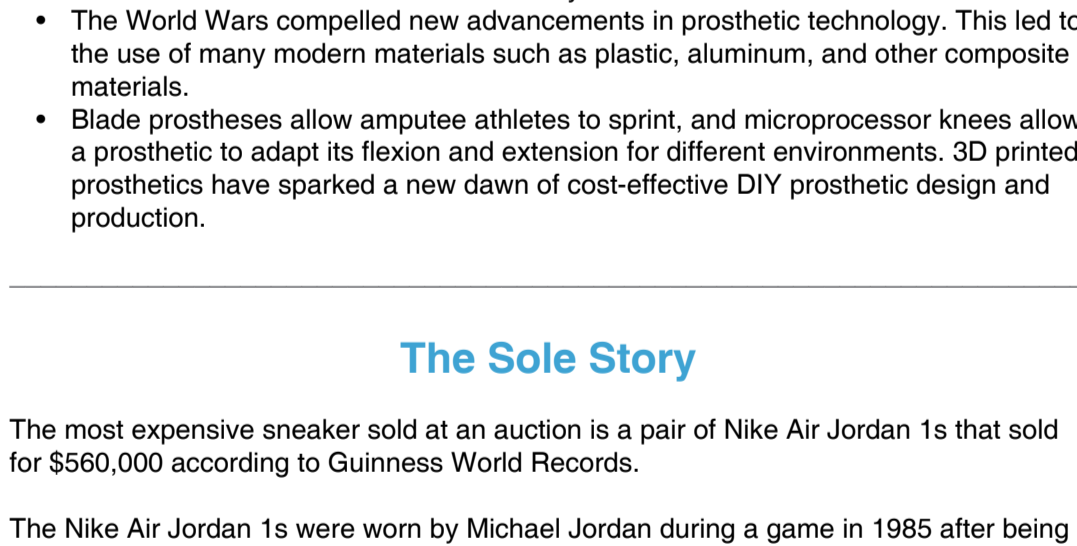 • The World Wars compelled new advancements in prosthetic technology. This led to
the use of many modern materials such as plastic, aluminum, and other composite
materials.
• Blade prostheses allow amputee athletes to sprint, and microprocessor knees allow
a prosthetic to adapt its flexion and extension for different environments. 3D printed
prosthetics have sparked a new dawn of cost-effective DIY prosthetic design and
production.
The Sole Story
The most expensive sneaker sold at an auction is a pair of Nike Air Jordan 1s that sold
for $560,000 according to Guinness World Records.
The Nike Air Jordan 1s were worn by Michael Jordan during a game in 1985 after being